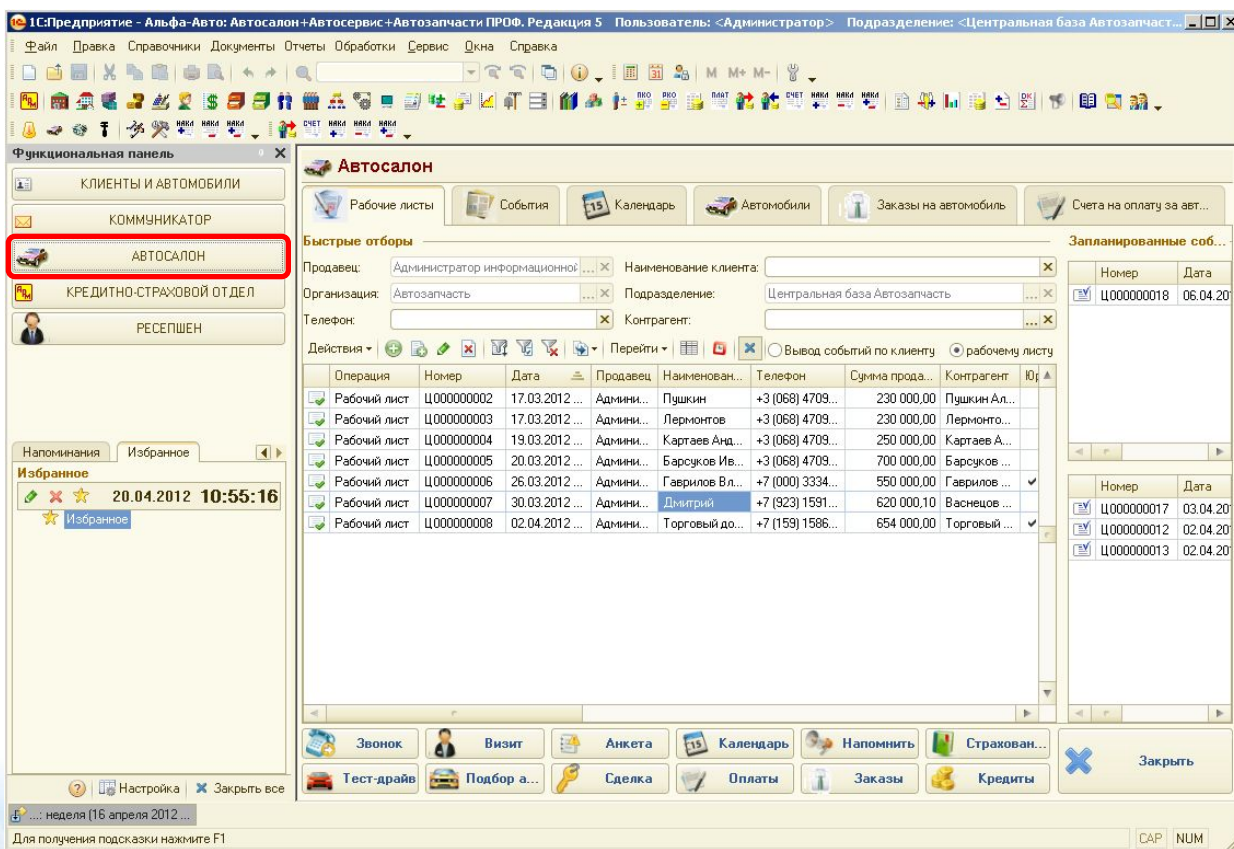 1С:Предприятие - Альфа-Авто: Автосалон+Автосервис+Автозапчасти ПРОФ. Редакция 5 Пользователь: <Администратор> Подразделение: <Центральная база Автозапчаст...
Файл Правка Справочники Документы Отчеты Обработки Сервис Окна Справка
M M+ M-
Функциональная панель
КЛИЕНТЫ И АВТОМОБИЛИ
КОММУНИКАТОР
АВТОСАЛОН
КРЕДИТНО-СТРАХОВОЙ ОТДЕЛ
РЕСЕПШЕН
Напоминания Избранное
Избранное
20.04.2012 10:55:16
Избранное
Настройка Закрыть все
Автосалон
Рабочие листы События Календарь Автомобили Заказы на автомобиль Счета на оплату за авт...
Быстрые отборы
Продавец: Администратор информационной ... Наименование клиента:
Организация: Автозапчасть ... Подразделение: Центральная база Автозапчасть ...
Телефон: Контрагент: ...
Действия Перейти Вывод событий по клиенту рабочему листу
Операция Номер Дата Продавец Наименован... Телефон Сумма прода... Контрагент Юр
Рабочий лист Ц000000002 17.03.2012 ... Админи... Пушкин +3 (068) 4709... 230 000,00 Пушкин Ал...
Рабочий лист Ц000000003 17.03.2012 ... Админи... Лермонтов +3 (068) 4709... 230 000,00 Лермонто...
Рабочий лист Ц000000004 19.03.2012 ... Админи... Картаев Анд... +3 (068) 4709... 250 000,00 Картаев А...
Рабочий лист Ц000000005 20.03.2012 ... Админи... Барсуков Ив... +3 (068) 4709... 700 000,00 Барсуков ...
Рабочий лист Ц000000006 26.03.2012 ... Админи... Гаврилов Вл... +7 (000) 3334... 550 000,00 Гаврилов ...
Рабочий лист Ц000000007 30.03.2012 ... Админи... Дмитрий +7 (923) 1591... 620 000,10 Васнецов ...
Рабочий лист Ц000000008 02.04.2012 ... Админи... Торговый до... +7 (159) 1586... 654 000,00 Торговый ...
Запланированные соб...
Номер Дата
Ц000000018 06.04.20
Номер Дата
Ц000000017 03.04.20
Ц000000012 02.04.20
Ц000000013 02.04.20
Звонок Визит Анкета Календарь Напомнить Страхован...
Тест-драйв Подбор а... Сделка Оплаты Заказы Кредиты
Закрыть
...: неделя (16 апреля 2012 ...
Для получения подсказки нажмите F1
CAP NUM